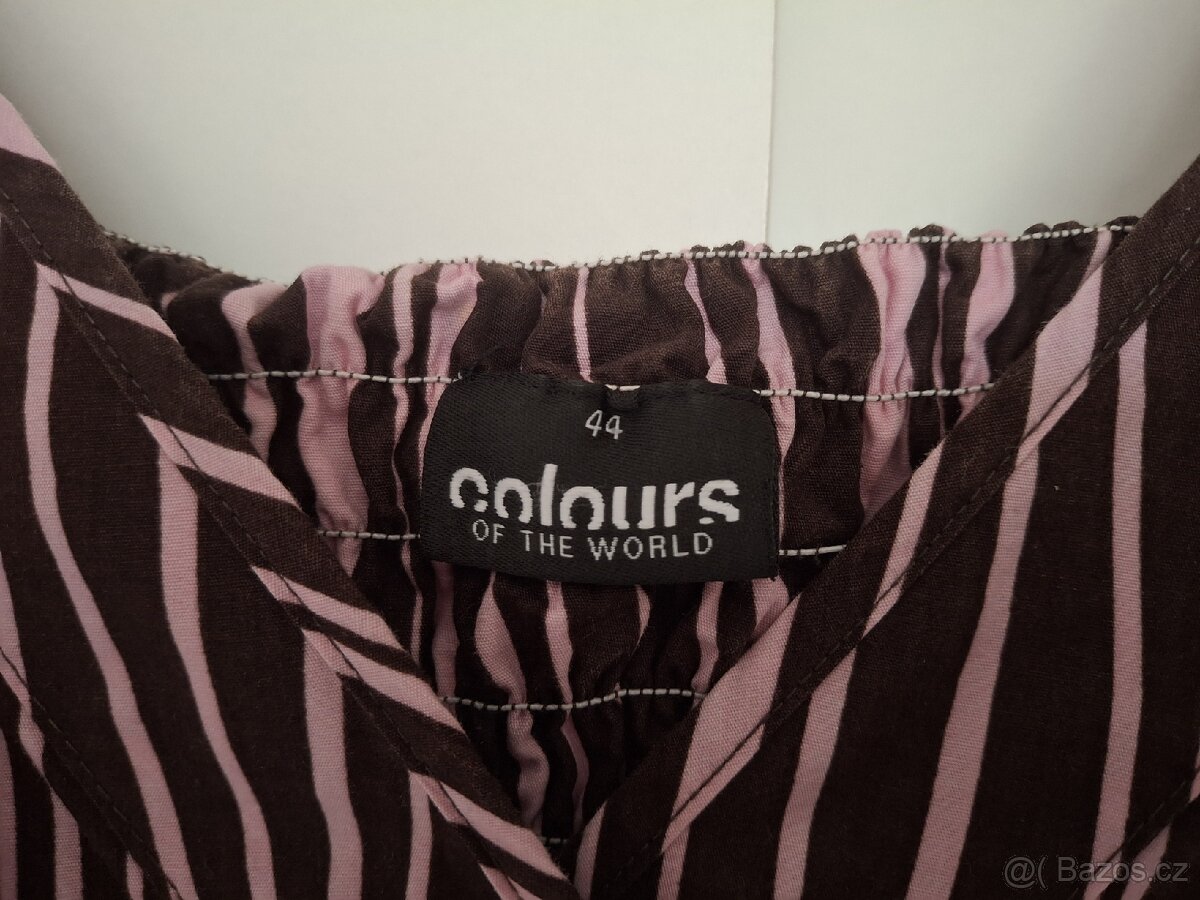 44
colours
OF THE WORLD
@( Bazos.cz